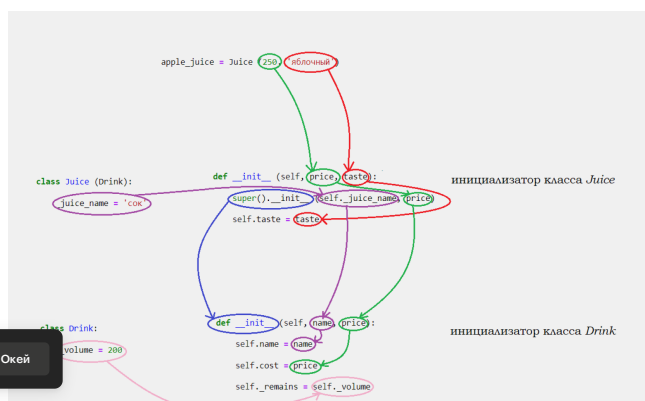 apple_juice = Juice (250, 'яблочный')
class Juice (Drink):
_juice_name = 'сок'
def __init__ (self, price, taste):
super().__init__ (self._juice_name, price)
self.taste = taste
инициализатор класса Juice
class Drink:
_volume = 200
Окей
def __init__ (self, name, price):
self.name = name
self.cost = price
self._remains = self._volume
инициализатор класса Drink